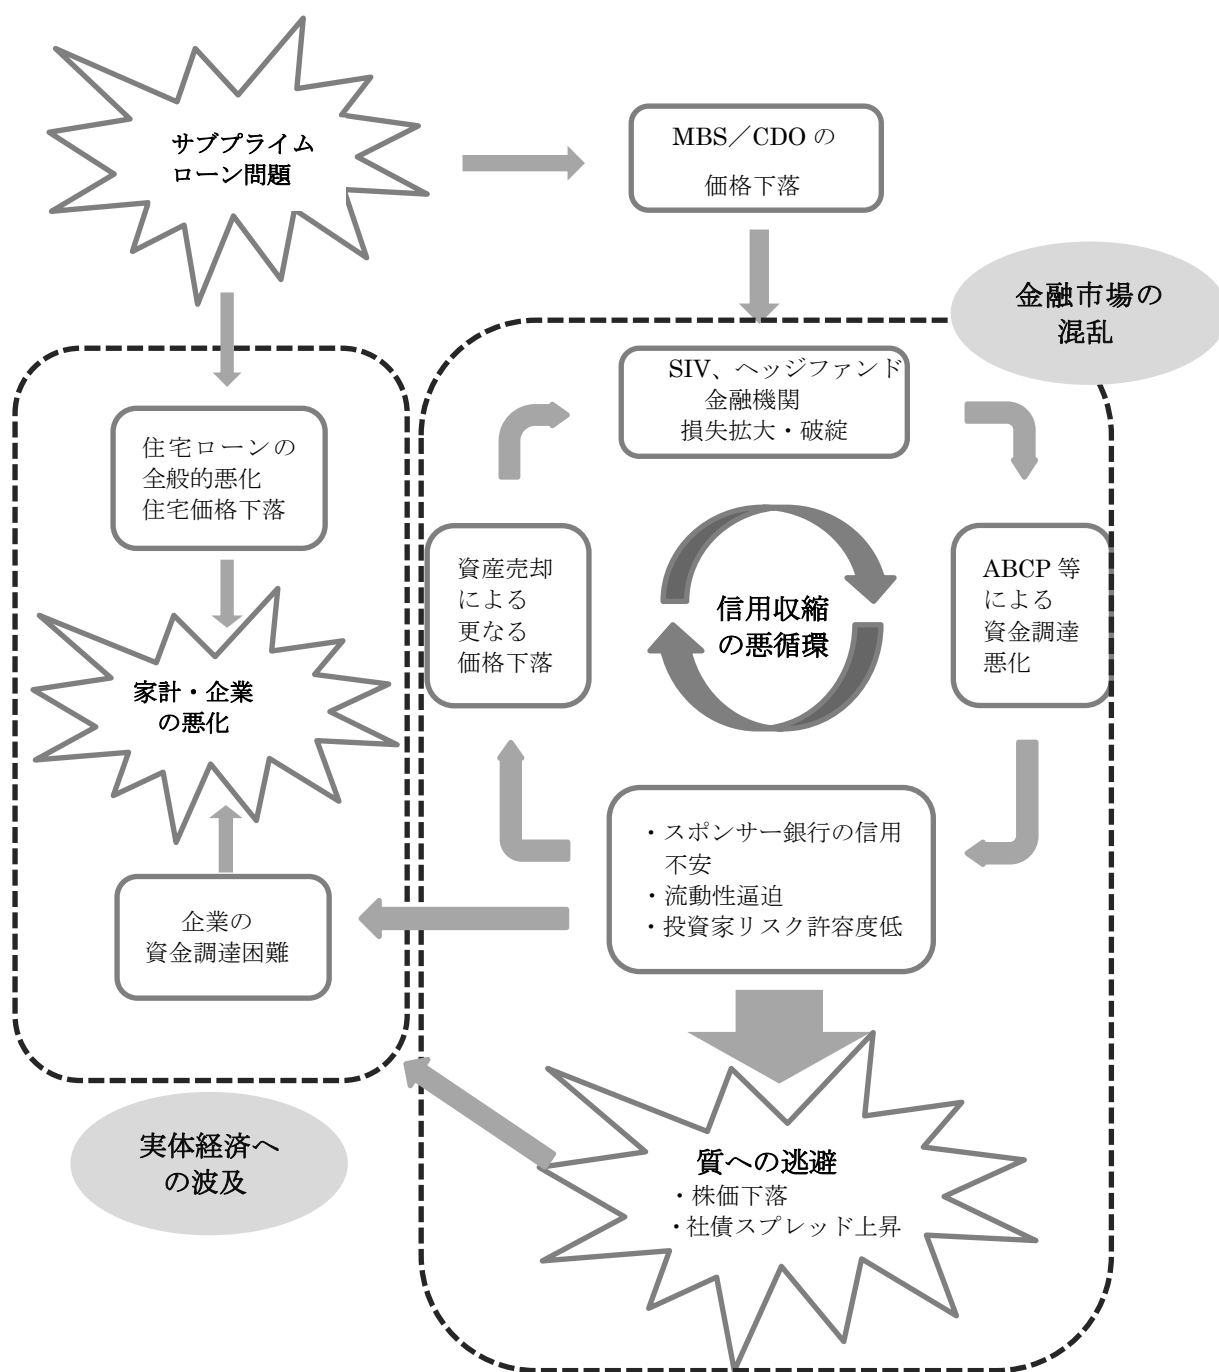 サブプライム
ローン問題
MBS／CDO の
価格下落
金融市場の
混乱
SIV、ヘッジファンド
金融機関
損失拡大・破綻
住宅ローンの
全般的悪化
住宅価格下落
資産売却
による
更なる
価格下落
信用収縮
の悪循環
ABCP 等
による
資金調達
悪化
家計・企業
の悪化
・スポンサー銀行の信用
不安
・流動性逼迫
・投資家リスク許容度低
企業の
資金調達困難
実体経済へ
の波及
質への逃避
・株価下落
・社債スプレッド上昇